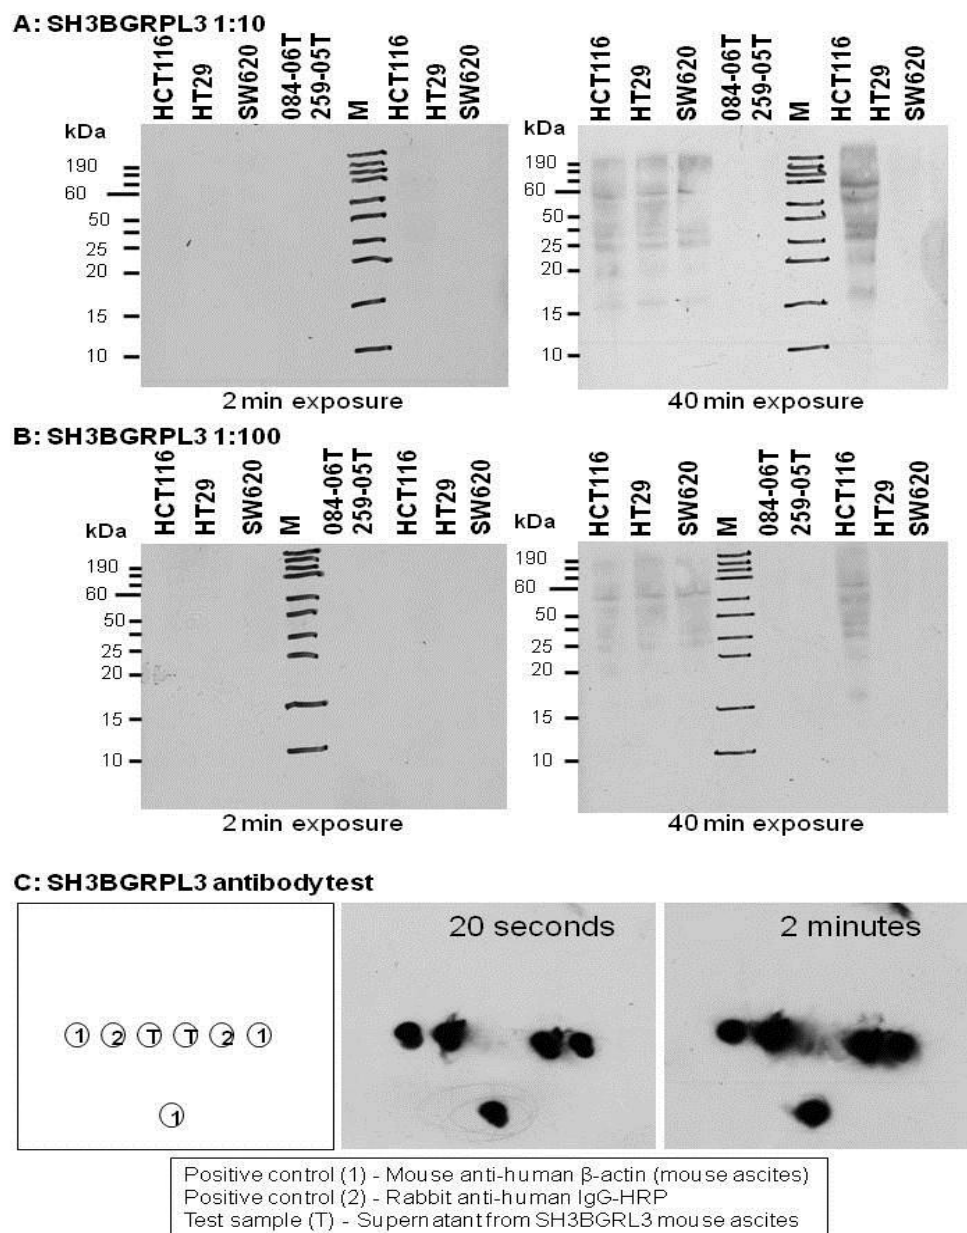 A: SH3BGRPL3 1:10
HCT116 HT29 SW620 084-06T 259-05T M HCT116 HT29 SW620
HCT116 HT29 SW620 084-06T 259-05T M HCT116 HT29 SW620
kDa
190
60
50
25
20
15
10
kDa
190
60
50
25
20
15
10
2 min exposure
40 min exposure
B: SH3BGRPL3 1:100
HCT116 HT29 SW620 M 084-06T 259-05T HCT116 HT29 SW620
HCT116 HT29 SW620 M 084-06T 259-05T HCT116 HT29 SW620
kDa
190
60
50
25
20
15
10
kDa
190
60
50
25
20
15
10
2 min exposure
40 min exposure
C: SH3BGRPL3 antibody test
1 2 T T 2 1
1
20 seconds
2 minutes
Positive control (1) - Mouse anti-human β-actin (mouse ascites)
Positive control (2) - Rabbit anti-human IgG-HRP
Test sample (T) - Supernatant from SH3BGRL3 mouse ascites